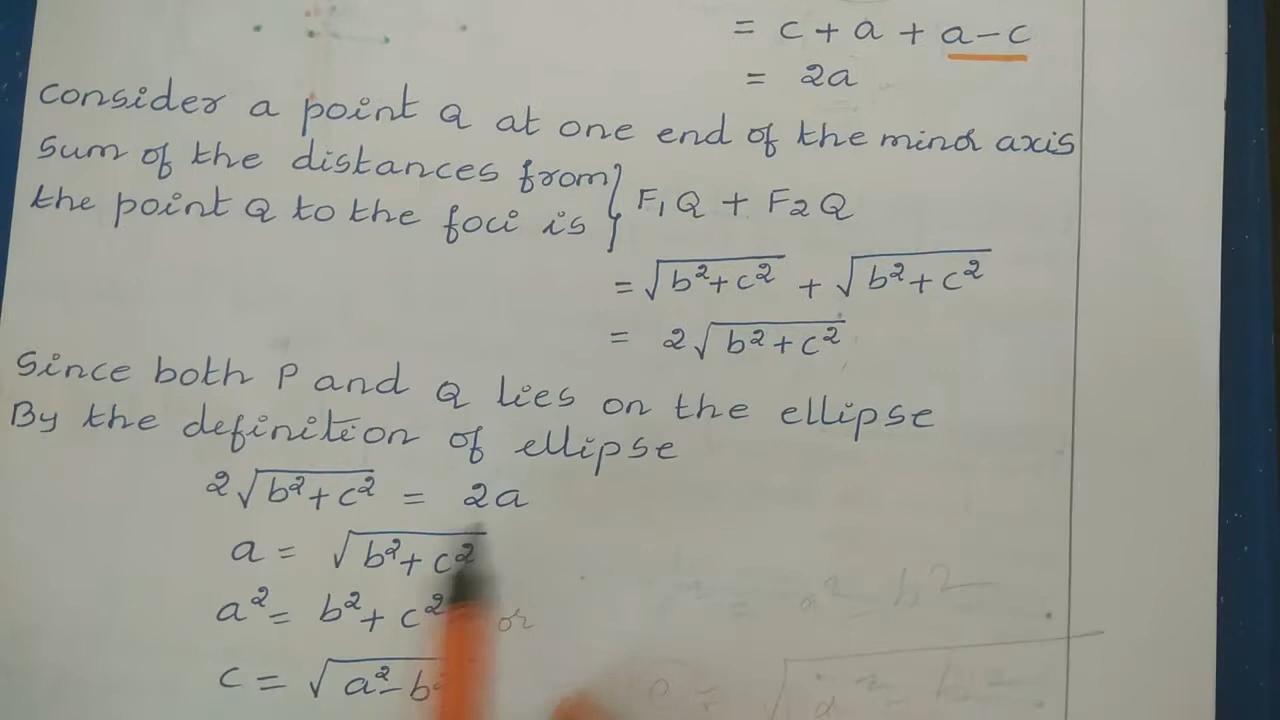 = c + a + a - c
= 2a
Consider a point Q at one end of the minor axis
Sum of the distances from
the point Q to the foci is } F₁Q + F₂Q
= √(b²+c²) + √(b²+c²)
= 2√(b²+c²)
Since both P and Q lies on the ellipse
By the definition of ellipse
2√(b²+c²) = 2a
a = √(b²+c²)
a² = b² + c² or
c = √(a²-b²)